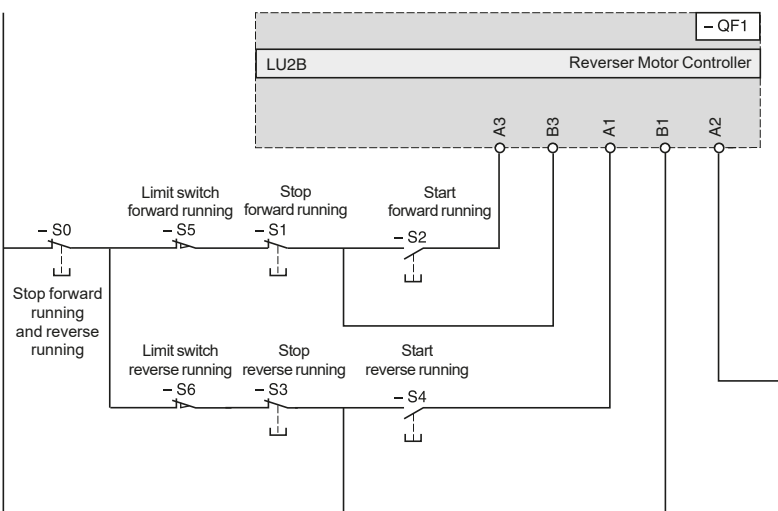 – QF1
LU2B
Reverser Motor Controller
A3
B3
A1
B1
A2
Limit switch
forward running
Stop
forward running
Start
forward running
– S0
– S5
– S1
– S2
Stop forward
running
and reverse
running
Limit switch
reverse running
Stop
reverse running
Start
reverse running
– S6
– S3
– S4